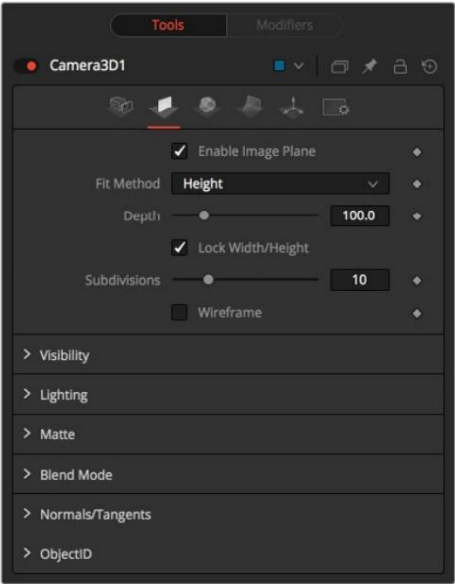 Tools Modifiers
Camera3D1
Enable Image Plane
Fit Method Height
Depth 100.0
Lock Width/Height
Subdivisions 10
Wireframe
Visibility
Lighting
Matte
Blend Mode
Normals/Tangents
ObjectID